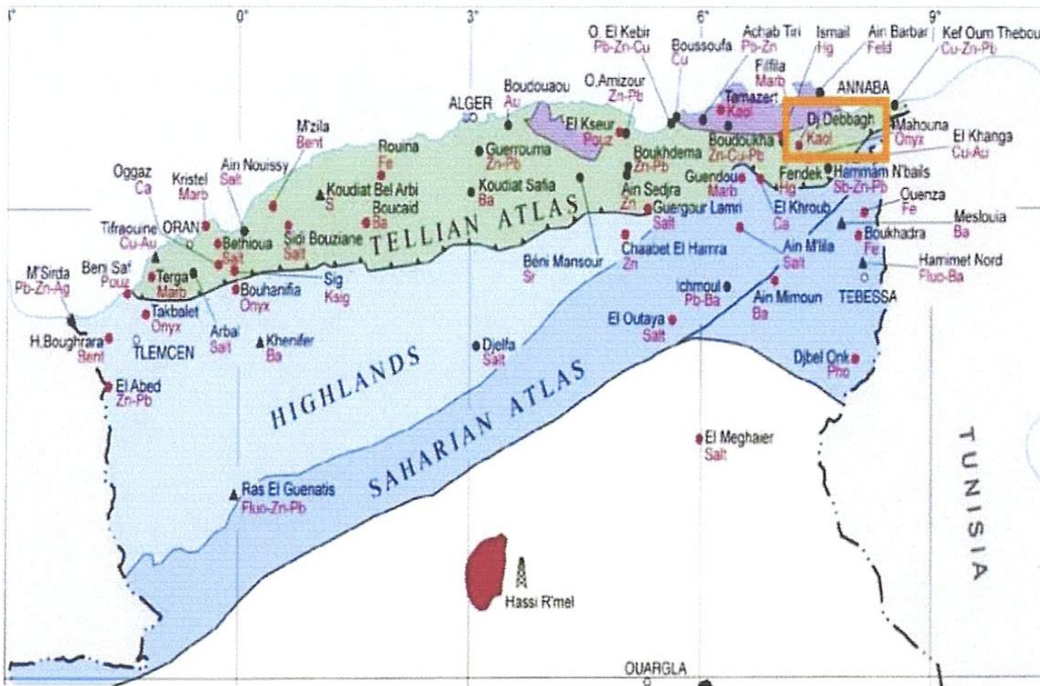 1°
0°
3°
6°
9°
O. El Kebir
Pb-Zn-Cu
Boussoufa
Cu
Achab Tiri
Pb-Zn
Filfila
Marb
Ismail
Hg
Ain Barbar
Feld
Kef Oum Thebou
Cu-Zn-Pb
Boudouaou
Au
O.Amizour
Zn-Pb
Tamazert
Kaol
ANNABA
ALGER
M'zila
Bent
El Kseur
Pouz
Dj Debbagh
Kaol
Mahouna
Onyx
El Khanga
Cu-Au
Rouina
Fe
Guerrouma
Zn-Pb
Boukhdema
Zn-Pb
Boudoukha
Zn-Cu-Pb
Ain Nouissy
Salt
Oggaz
Ca
Kristel
Marb
Koudiat Bel Arbi
S
Koudiat Safia
Ba
Ain Sedjra
Zn
Guendou
Marb
Fendek
Hg
Hammam N'bails
Sb-Zn-Pb
Ouenza
Fe
Boucaid
Ba
Guergour Lamri
Salt
El Khroub
Ca
Meslouia
Ba
Tifraouine
Cu-Au
ORAN
Bethioua
Salt
Sidi Bouziane
Salt
TELLIAN ATLAS
Chaabet El Hamra
Zn
Ain M'lila
Salt
Boukhadra
Fe
Beni Saf
Pouz
Terga
Marb
Sig
Kaig
Béni Mansour
Sr
Hamimet Nord
Fluo-Ba
M'Sirda
Pb-Zn-Ag
Bouhanifia
Onyx
Ichmoul
Pb-Ba
Ain Mimoun
Ba
TEBESSA
Takbalet
Onyx
Arbal
Salt
El Outaya
Salt
H.Boughrara
Bent
TLEMCEN
Khenifer
Ba
Djelfa
Salt
Djbel Onk
Pho
El Abed
Zn-Pb
HIGHLANDS
SAHARIAN ATLAS
El Meghaier
Salt
TUNISIA
Ras El Guenatis
Fluo-Zn-Pb
Hassi R'mel
OUARGLA